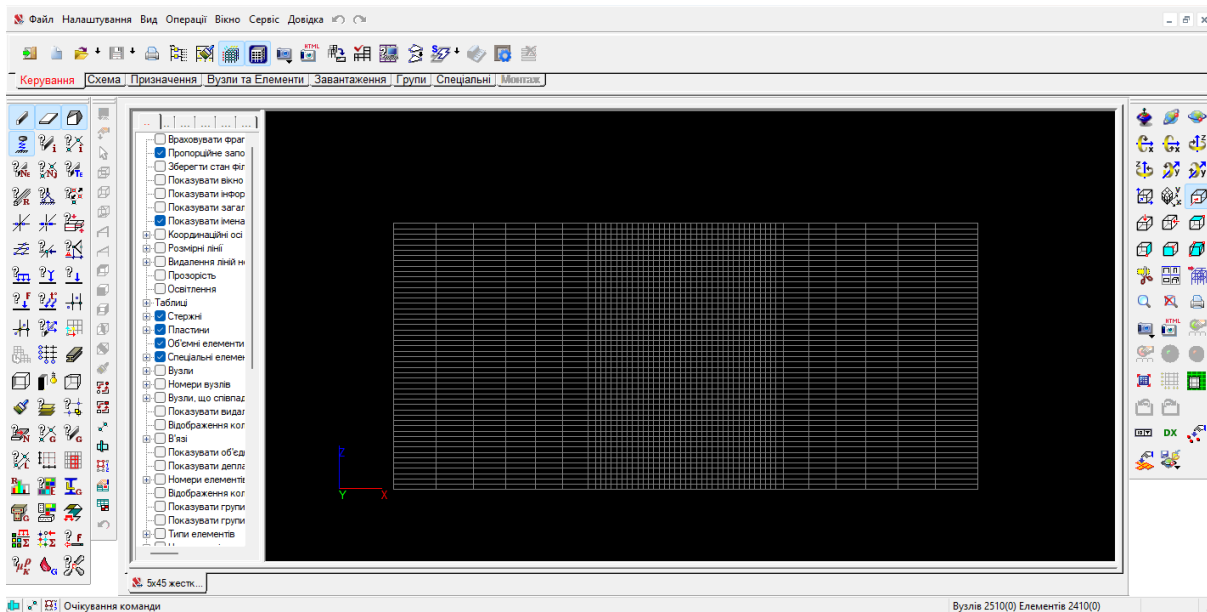 Файл Налаштування Вид Операції Вікно Сервіс Довідка
Керування Схема Призначення Вузли та Елементи Завантаження Групи Спеціальні Монтаж
Враховувати фраг
Пропорційне запо
Зберегти стан філ
Показувати вікно
Показувати інфор
Показувати загал
Показувати імена
Координаційні осі
Розмірні лінії
Видалення ліній н
Прозорість
Освітлення
Таблиці
Стержні
Пластини
Об'ємні елементи
Спеціальні елемен
Вузли
Номери вузлів
Вузли, що співпад
Показувати видал
Відображення кол
В'язі
Показувати об'єд
Показувати депла
Номери елементів
Відображення кол
Показувати групи
Показувати групи
Типи елементів
Z
Y X
5х45 жестк...
Очікування команди
Вузлів 2510(0) Елементів 2410(0)